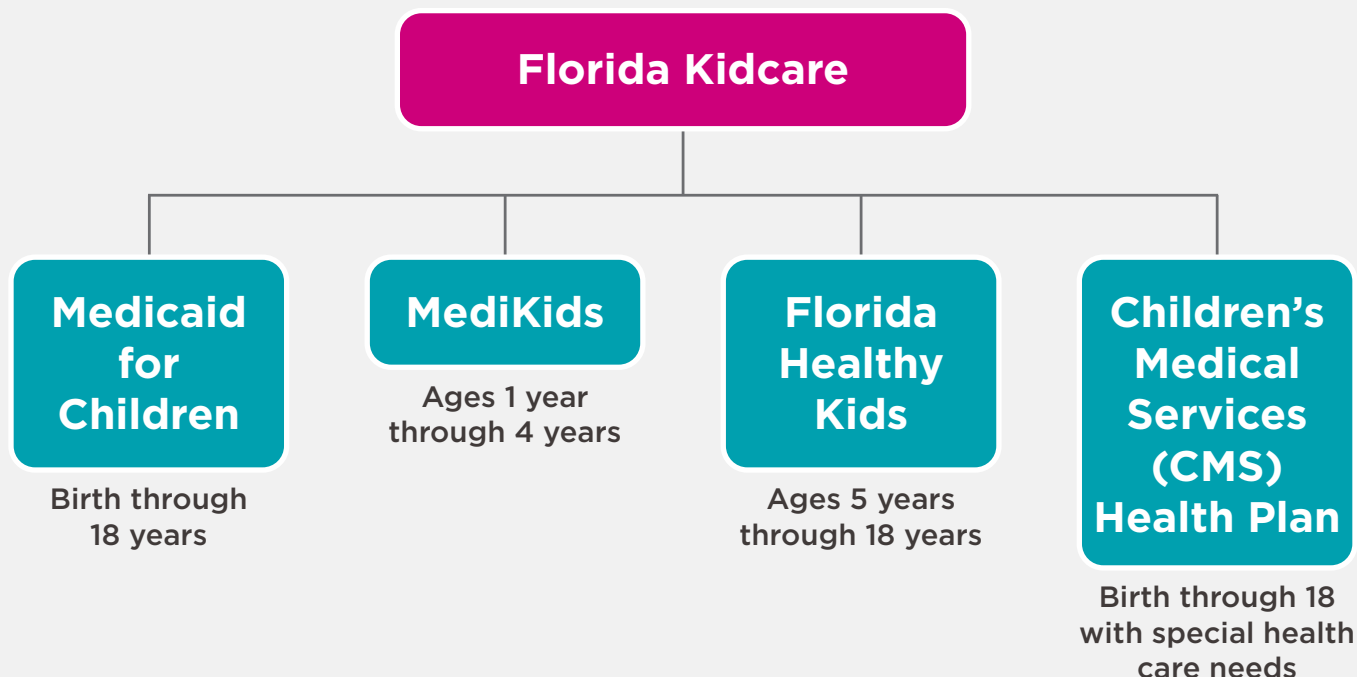 Florida Kidcare
Medicaid
for
Children
Birth through
18 years
MediKids
Ages 1 year
through 4 years
Florida
Healthy
Kids
Ages 5 years
through 18 years
Children’s
Medical
Services
(CMS)
Health Plan
Birth through 18
with special health
care needs